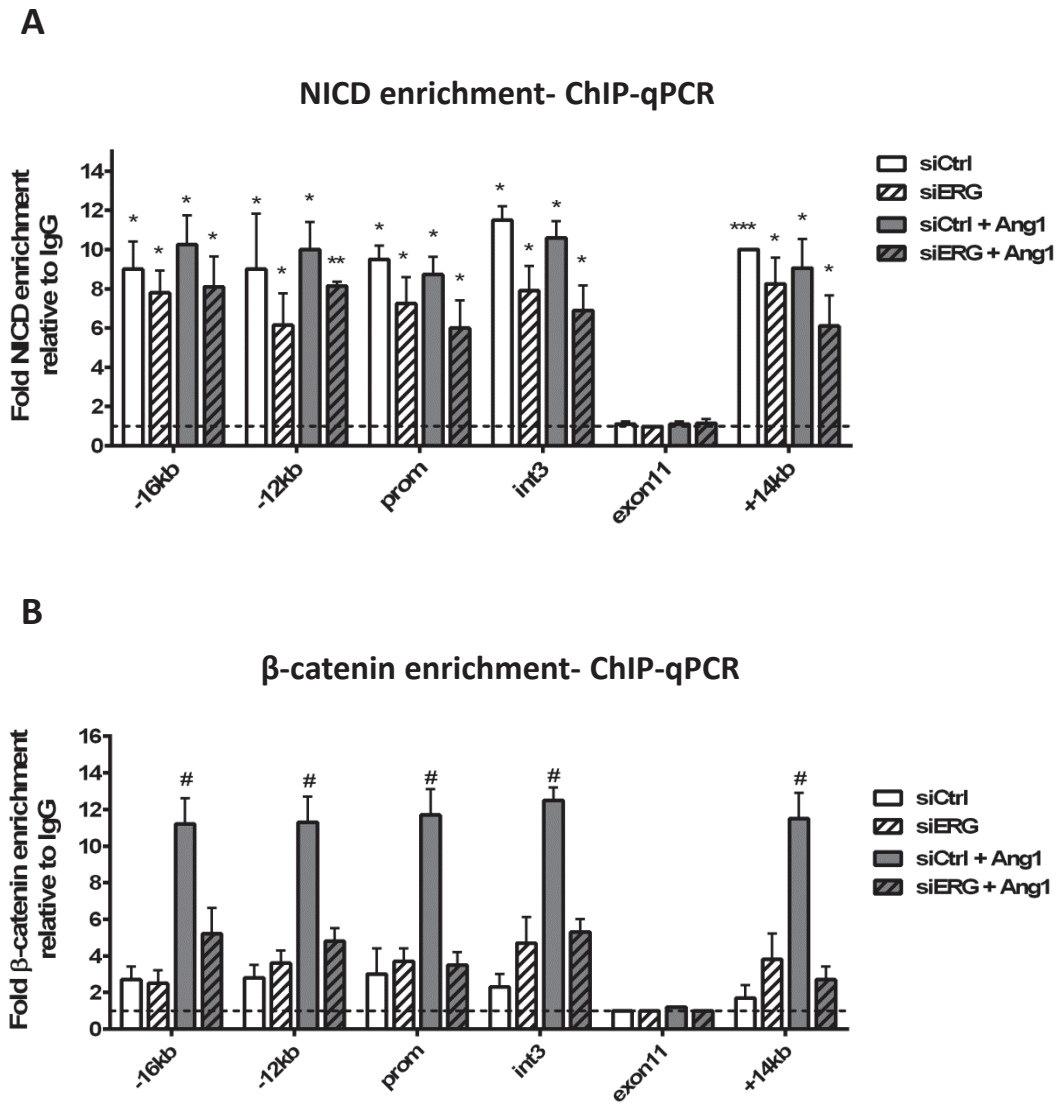 A
NICD enrichment- ChIP-qPCR
Fold NICD enrichment
relative to IgG
14
12
10
8
6
4
2
0
* * * *
* * * **
* * * *
* * * *
*** * * *
-16kb
-12kb
prom
int3
exon11
+14kb
siCtrl
siERG
siCtrl + Ang1
siERG + Ang1
B
β-catenin enrichment- ChIP-qPCR
Fold β-catenin enrichment
relative to IgG
16
14
12
10
8
6
4
2
0
# # # # #
-16kb
-12kb
prom
int3
exon11
+14kb
siCtrl
siERG
siCtrl + Ang1
siERG + Ang1